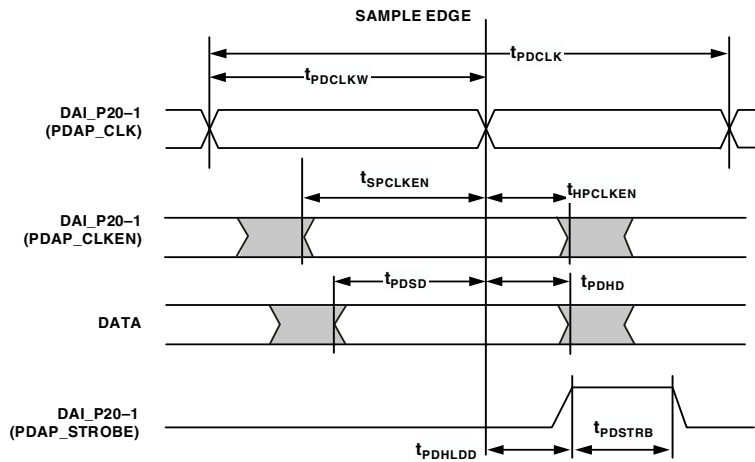 SAMPLE EDGE
tPDCLK
tPDCLKW
DAI_P20–1
(PDAP_CLK)
tSPCLKEN
tHPCLKEN
DAI_P20–1
(PDAP_CLKEN)
tPDSD
tPDHD
DATA
DAI_P20–1
(PDAP_STROBE)
tPDSTRB
tPDHLDD